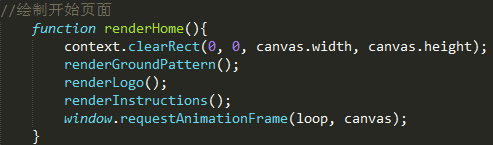 //绘制开始页面
function renderHome(){
context.clearRect(0, 0, canvas.width, canvas.height);
renderGroundPattern();
renderLogo();
renderInstructions();
window.requestAnimationFrame(loop, canvas);
}